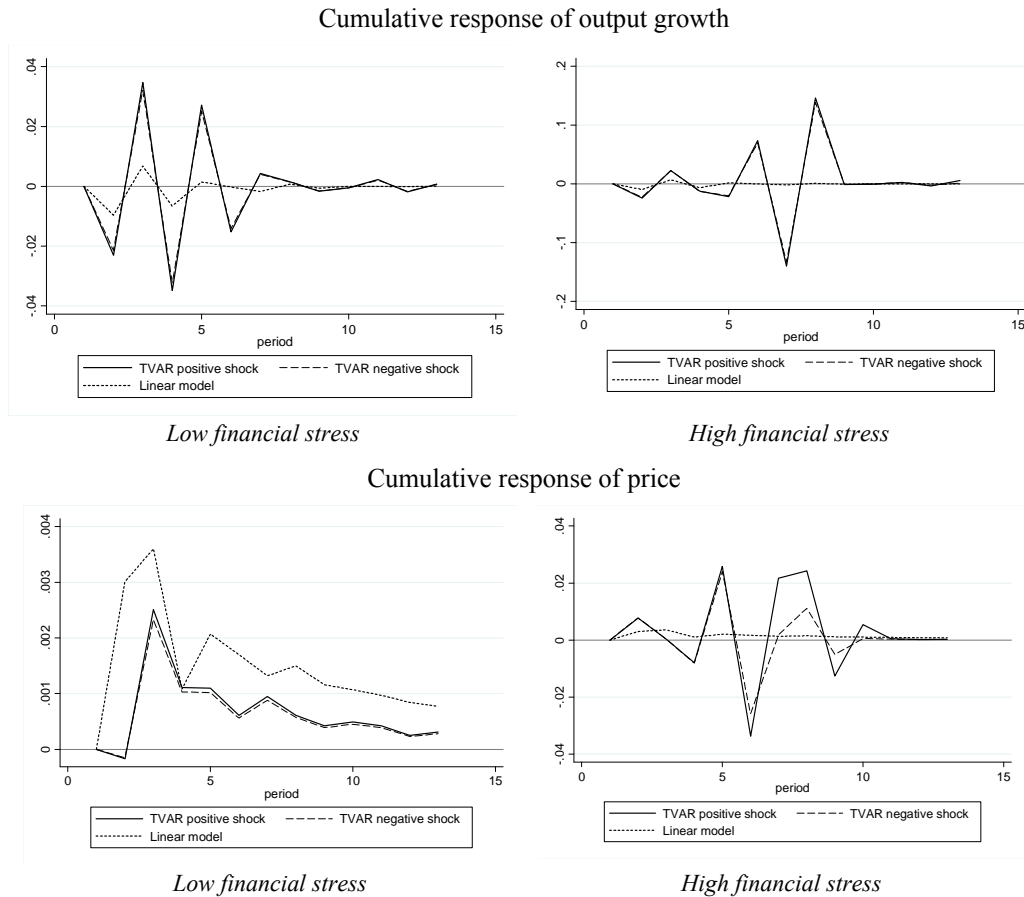 Cumulative response of output growth
.04
.02
0
-.02
-.04
0 5 10 15
period
TVAR positive shock TVAR negative shock
Linear model
Low financial stress
.2
.1
0
-.1
-.2
0 5 10 15
period
TVAR positive shock TVAR negative shock
Linear model
High financial stress
Cumulative response of price
.004
.003
.002
.001
0
0 5 10 15
period
TVAR positive shock TVAR negative shock
Linear model
Low financial stress
.04
.02
0
-.02
-.04
0 5 10 15
period
TVAR positive shock TVAR negative shock
Linear model
High financial stress